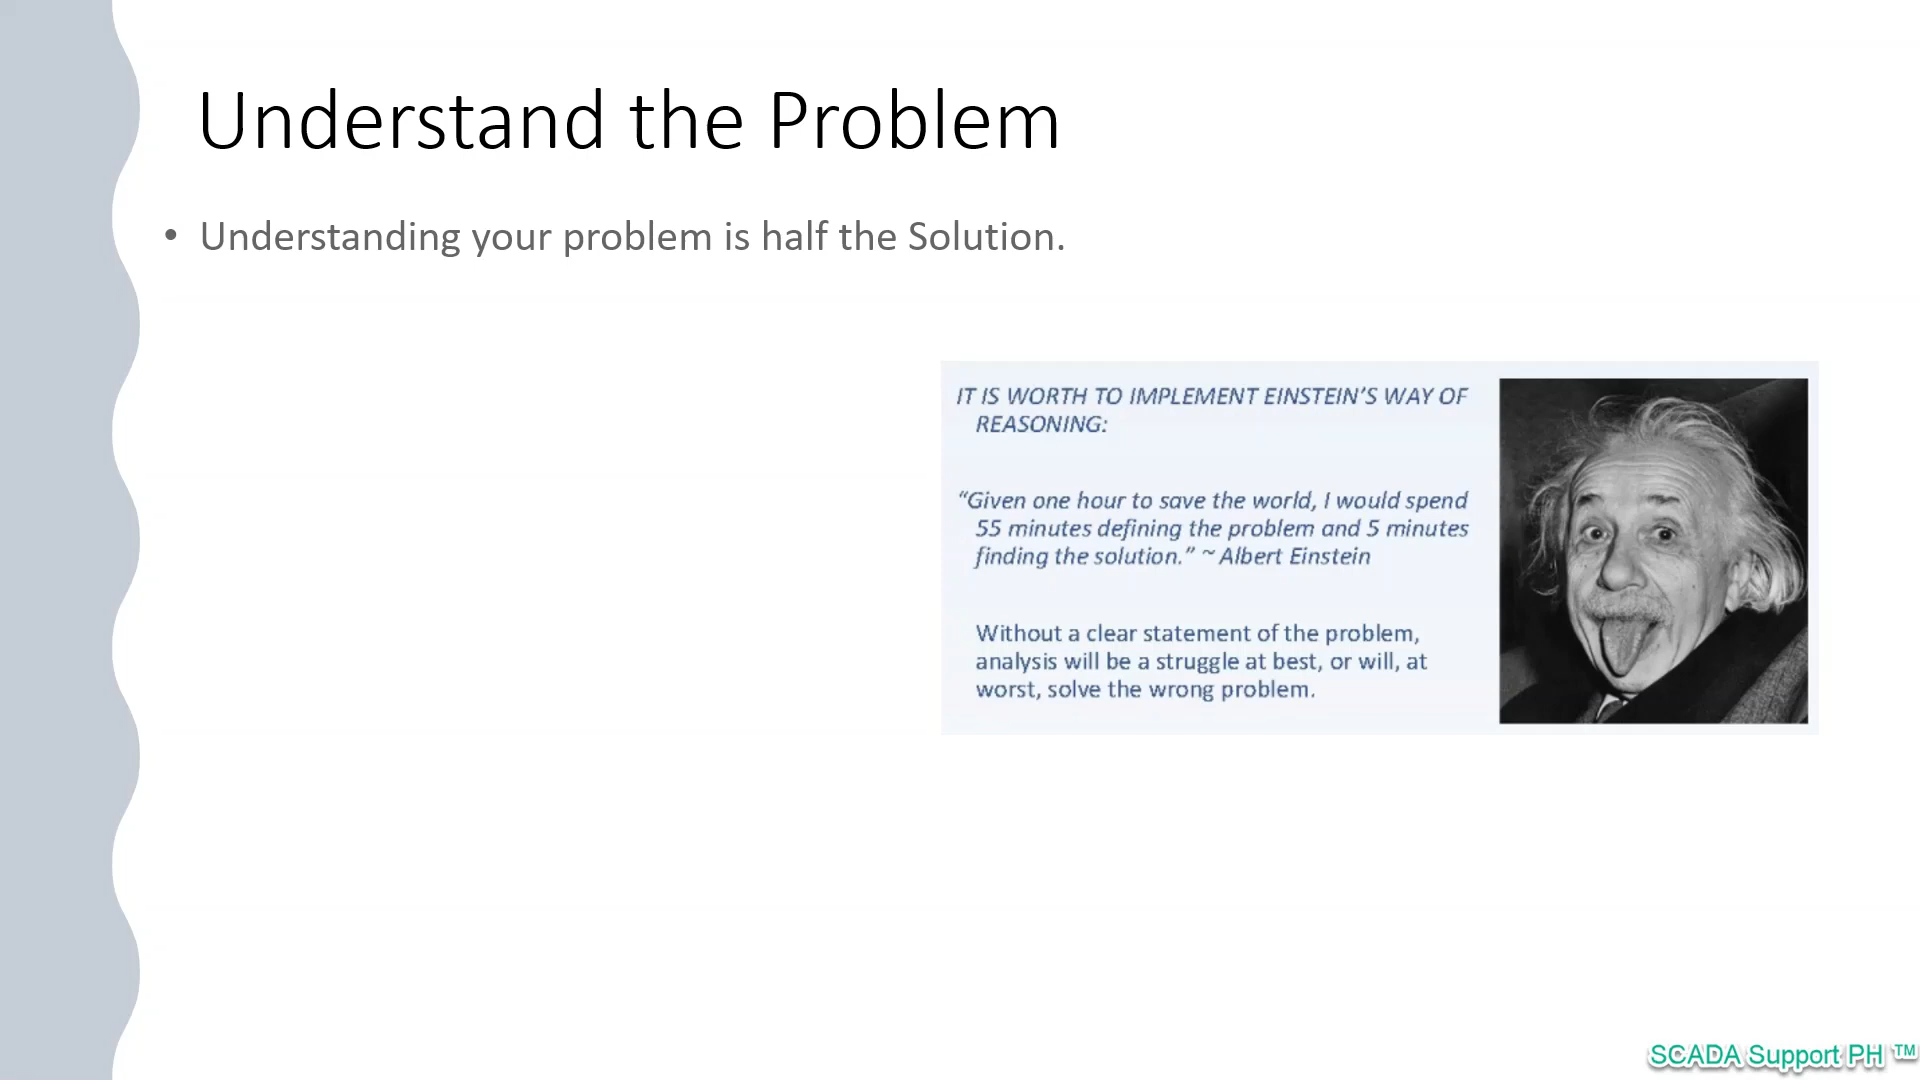 Understand the Problem
• Understanding your problem is half the Solution.
IT IS WORTH TO IMPLEMENT EINSTEIN'S WAY OF
REASONING:
“Given one hour to save the world, I would spend
55 minutes defining the problem and 5 minutes
finding the solution.” ~ Albert Einstein
Without a clear statement of the problem,
analysis will be a struggle at best, or will, at
worst, solve the wrong problem.
SCADA Support PH ™